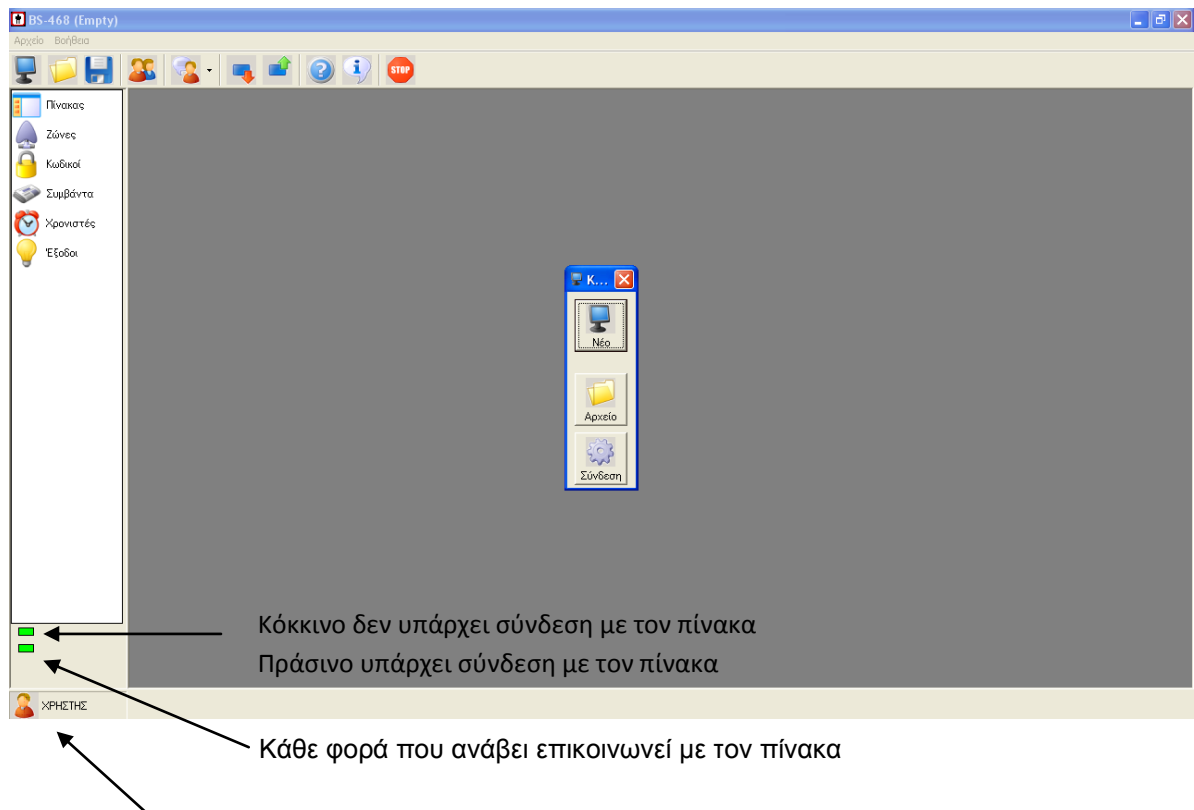 BS-468 (Empty)
Αρχείο Βοήθεια
STOP
Πίνακας
Ζώνες
Κωδικοί
Συμβάντα
Χρονιστές
Έξοδοι
Κ...
Νέο
Αρχείο
Σύνδεση
Κόκκινο δεν υπάρχει σύνδεση με τον πίνακα
Πράσινο υπάρχει σύνδεση με τον πίνακα
ΧΡΗΣΤΗΣ
Κάθε φορά που ανάβει επικοινωνεί με τον πίνακα